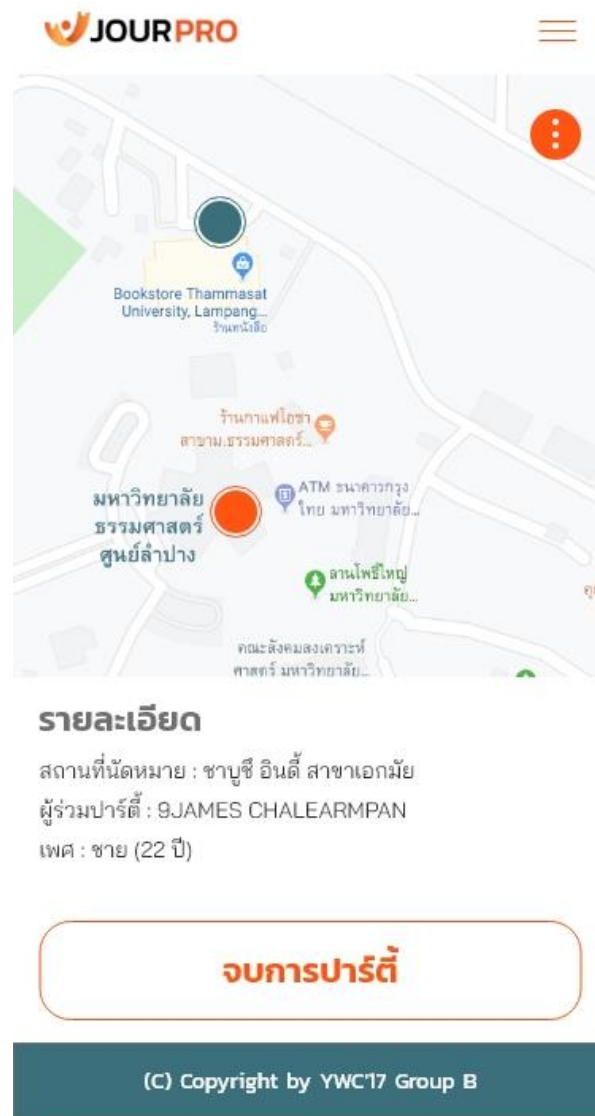 JOURPRO
Bookstore Thammasat
University, Lampang...
ร้านหนังสือ
ร้านกาแฟโอชา
สาขาม.ธรรมศาสตร์...
ATM ธนาคารกรุง
ไทย มหาวิทยาลัย...
มหาวิทยาลัย
ธรรมศาสตร์
ศูนย์ลำปาง
ลานโพธิ์ใหญ่
มหาวิทยาลัย...
คณะสังคมสงเคราะห์
ศาสตร์ มหาวิทยาลัย...
รายละเอียด
สถานที่นัดหมาย : ชาบูชึ อินดี้ สาขาเอกมัย
ผู้ร่วมปาร์ตี้ : 9JAMES CHALEARMPAN
เพศ : ชาย (22 ปี)
จบการปาร์ตี้
(C) Copyright by YWC'17 Group B